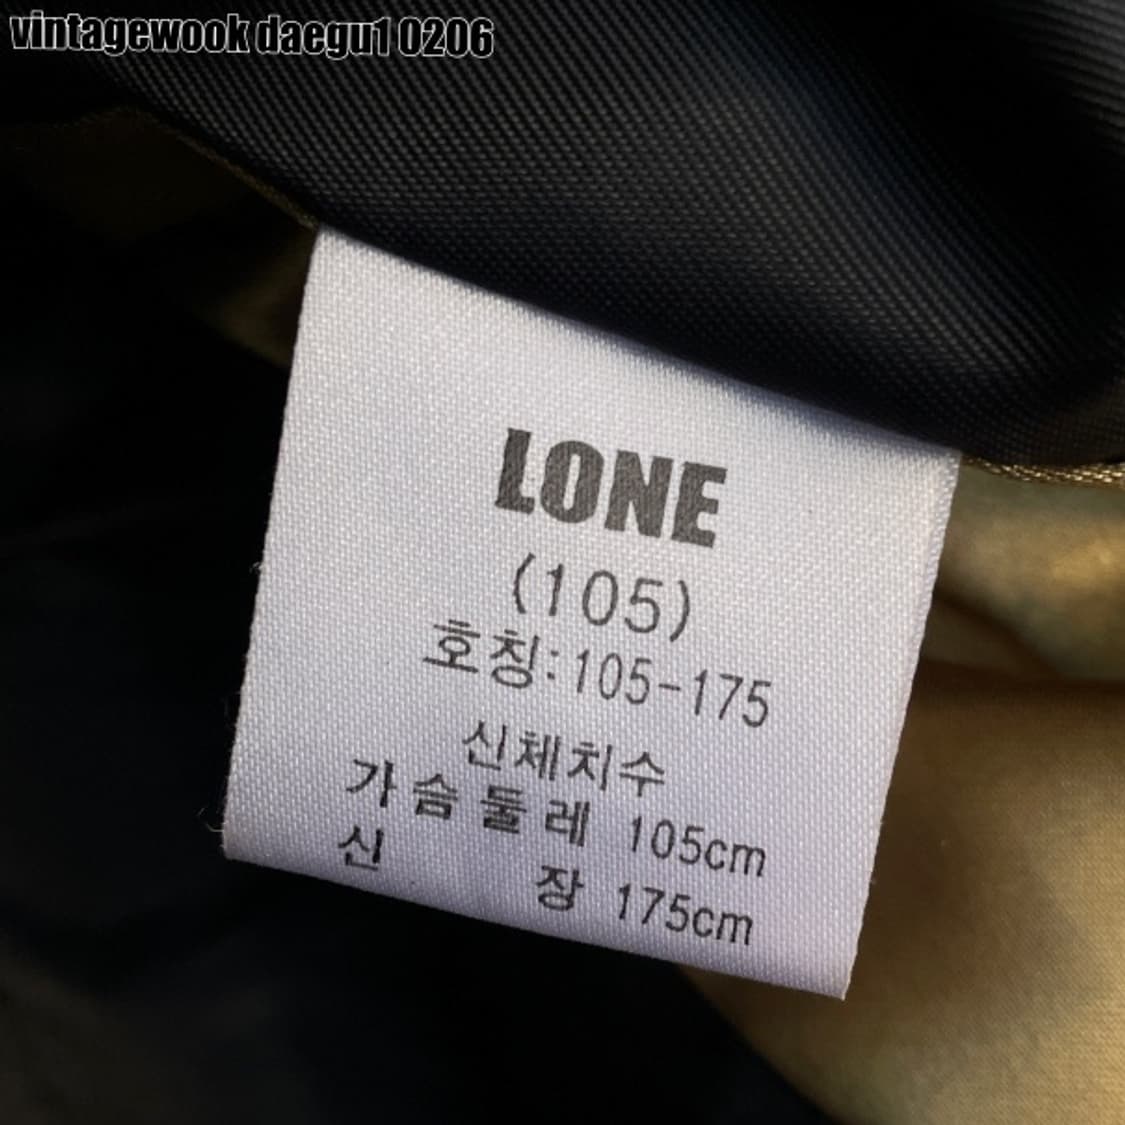 vintagewook daegu1 0206
LONE
(105)
호칭:105-175
신체치수
가슴둘레 105cm
신 장 175cm